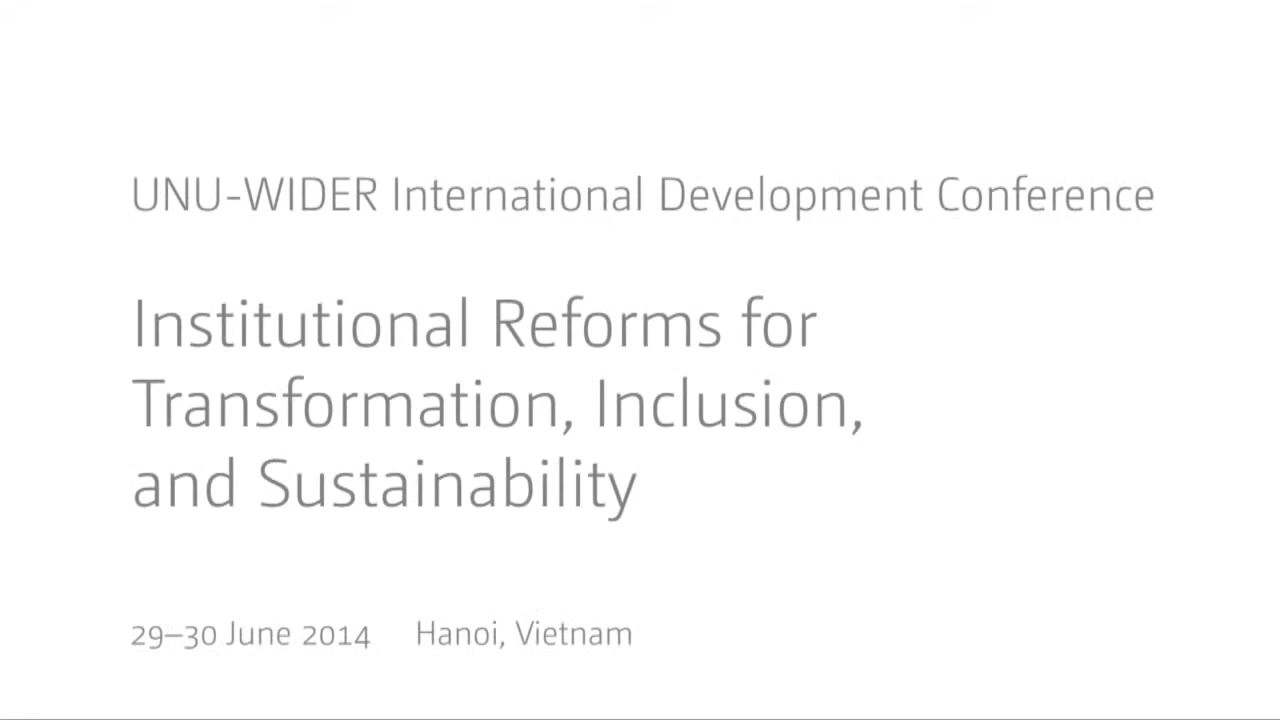 UNU-WIDER International Development Conference
Institutional Reforms for
Transformation, Inclusion,
and Sustainability
29–30 June 2014 Hanoi, Vietnam